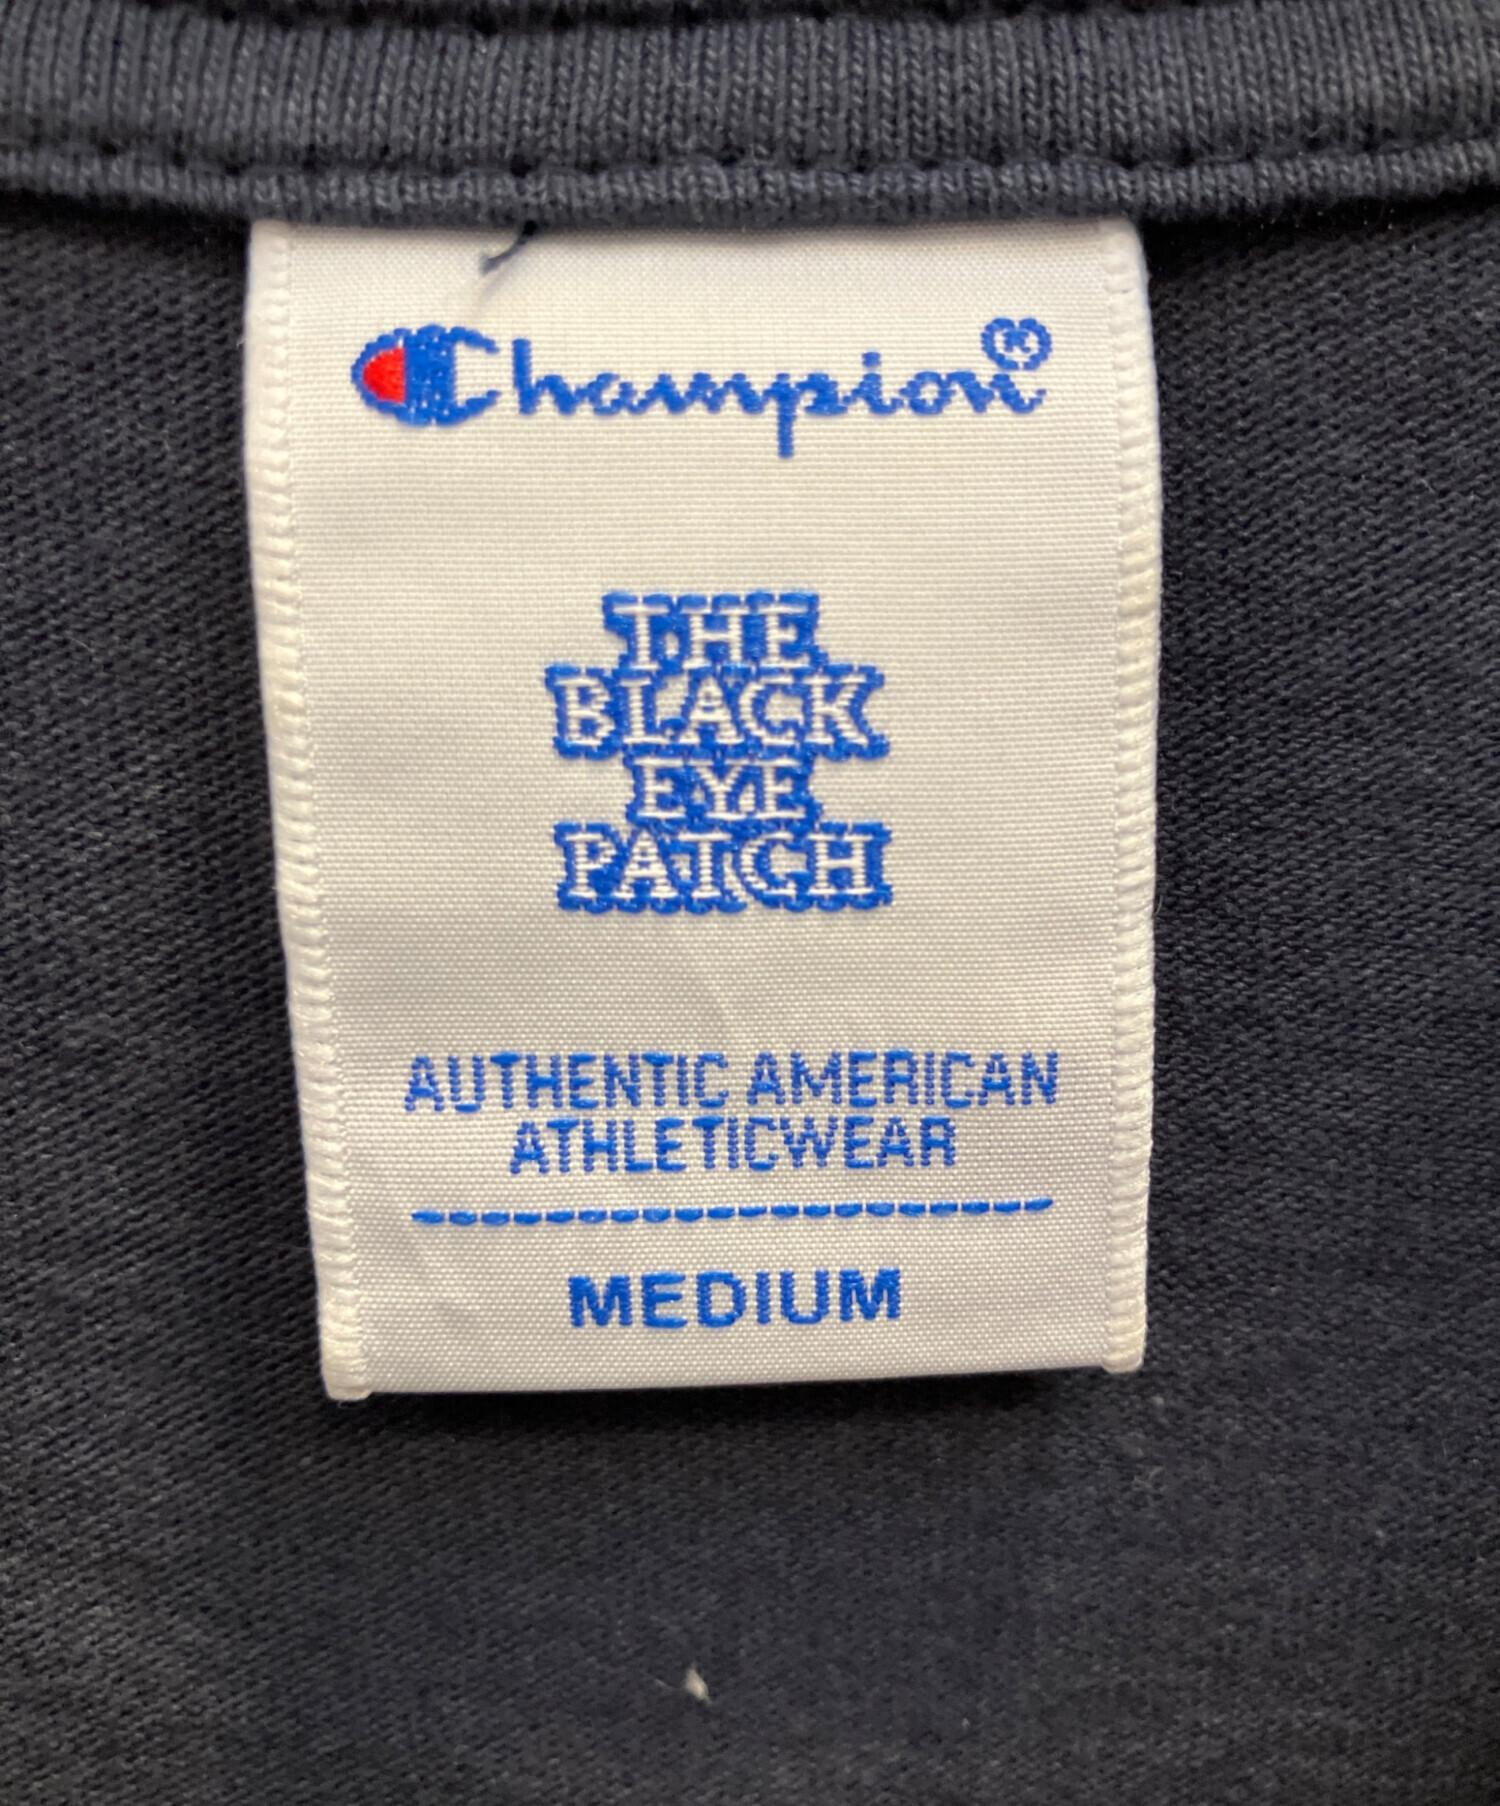 Champion®
THE
BLACK
EYE
PATCH
AUTHENTIC AMERICAN
ATHLETICWEAR
MEDIUM